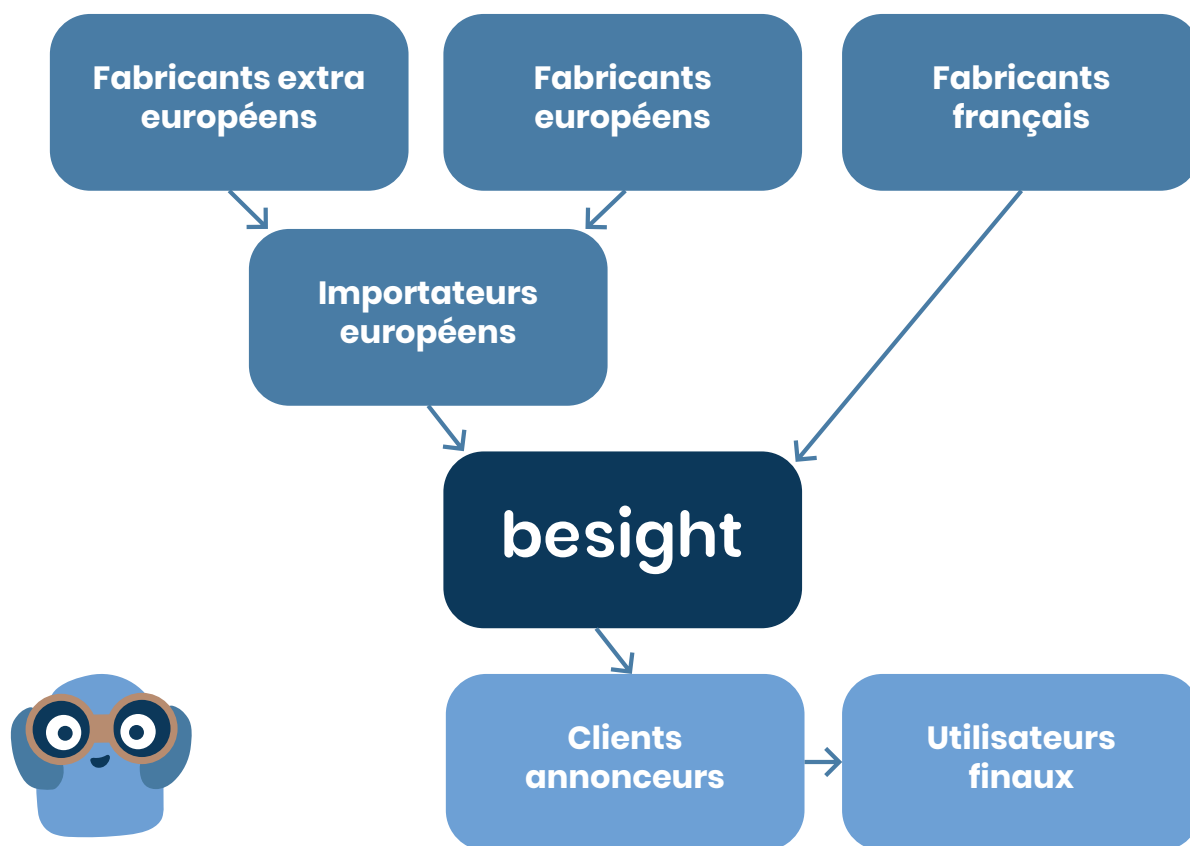 Fabricants extra
européens
Fabricants
européens
Fabricants
français
Importateurs
européens
besight
Clients
annonceurs
Utilisateurs
finaux